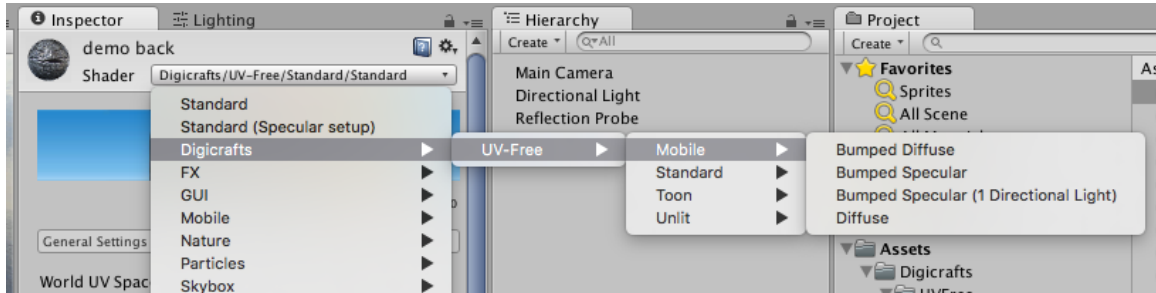 Inspector
Lighting
demo back
Shader
Digicrafts/UV-Free/Standard/Standard
Standard
Standard (Specular setup)
Digicrafts
FX
GUI
Mobile
Nature
Particles
Skybox
General Settings
World UV Spac
UV-Free
Mobile
Standard
Toon
Unlit
Bumped Diffuse
Bumped Specular
Bumped Specular (1 Directional Light)
Diffuse
Hierarchy
Create
All
Main Camera
Directional Light
Reflection Probe
Project
Create
Favorites
Sprites
All Scene
Assets
Digicrafts
UVFree
As